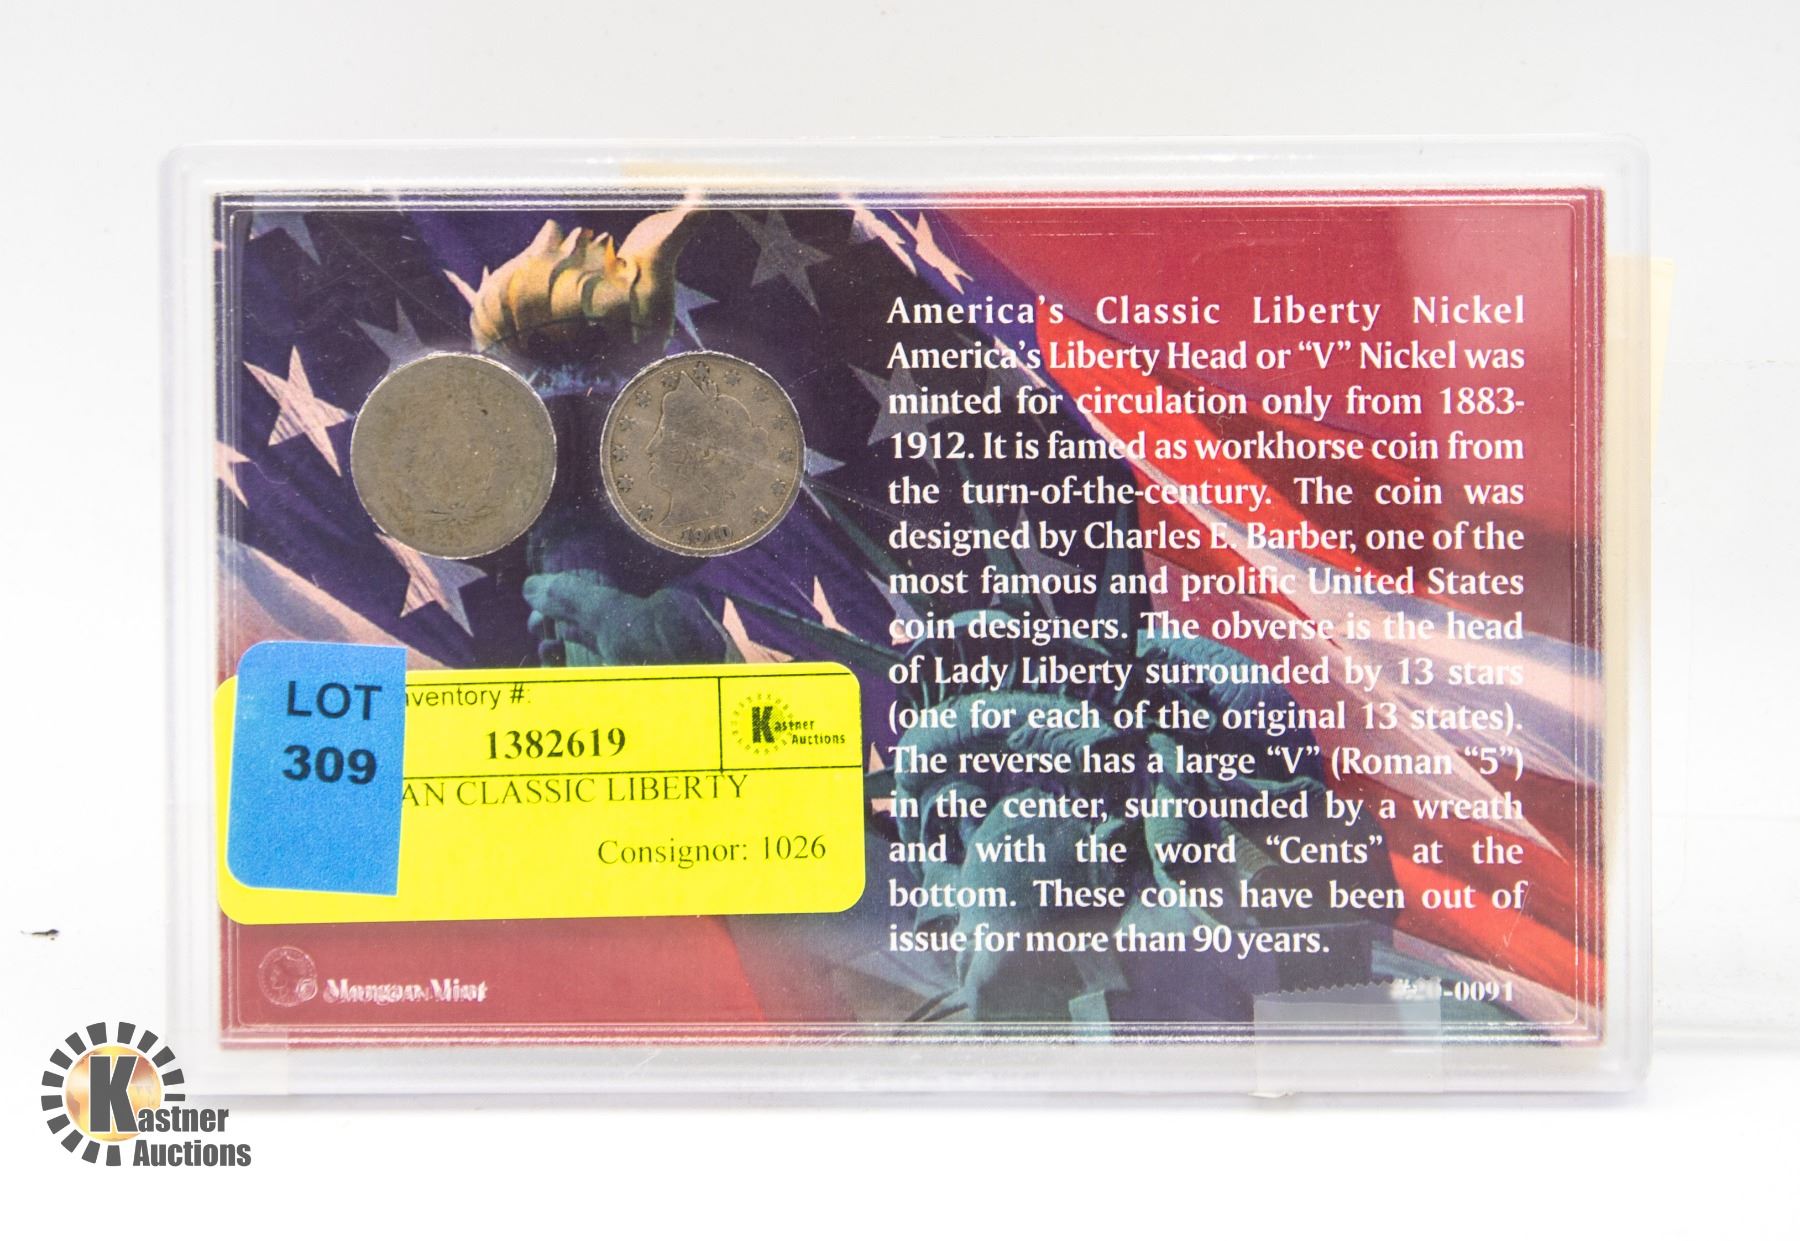 America's Classic Liberty Nickel
America's Liberty Head or “V” Nickel was
minted for circulation only from 1883-
1912. It is famed as workhorse coin from
the turn-of-the-century. The coin was
designed by Charles E. Barber, one of the
most famous and prolific United States
coin designers. The obverse is the head
of Lady Liberty surrounded by 13 stars
(one for each of the original 13 states).
The reverse has a large “V” (Roman “5”)
in the center, surrounded by a wreath
and with the word “Cents” at the
bottom. These coins have been out of
issue for more than 90 years.
-0091
1910
LOT
309
nventory #:
1382619
Kastner
Auctions
AN CLASSIC LIBERTY
Consignor: 1026
© Morgan Mint
Kastner
Auctions